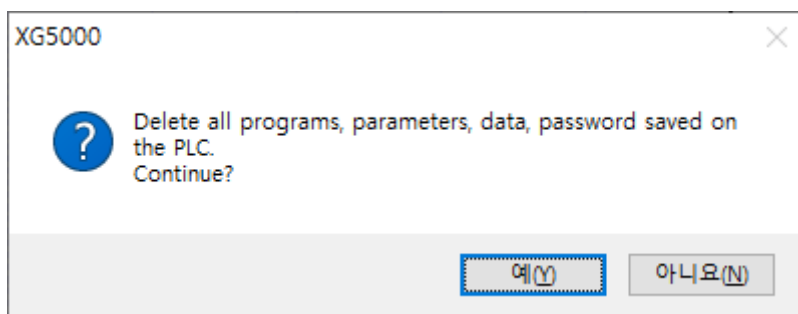 XG5000
Delete all programs, parameters, data, password saved on
the PLC.
Continue?
예(Y) 아니요(N)